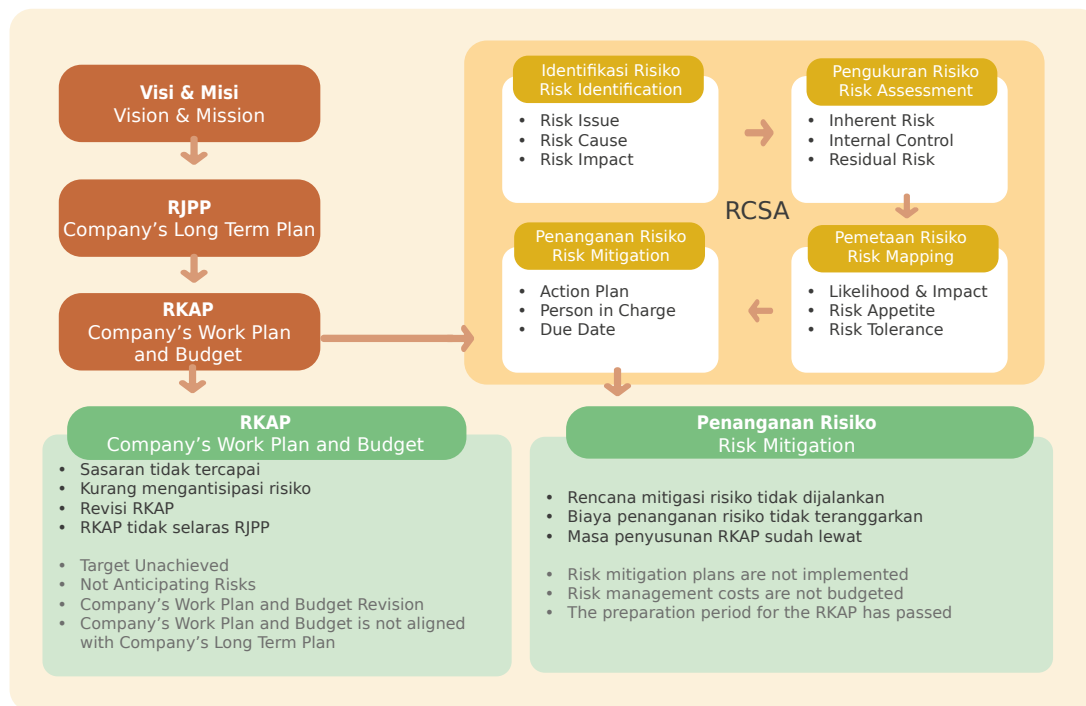 Visi & Misi
Vision & Mission
RJPP
Company’s Long Term Plan
RKAP
Company’s Work Plan
and Budget
Identifikasi Risiko
Risk Identification
• Risk Issue
• Risk Cause
• Risk Impact
Pengukuran Risiko
Risk Assessment
• Inherent Risk
• Internal Control
• Residual Risk
RCSA
Penanganan Risiko
Risk Mitigation
• Action Plan
• Person in Charge
• Due Date
Pemetaan Risiko
Risk Mapping
• Likelihood & Impact
• Risk Appetite
• Risk Tolerance
RKAP
Company’s Work Plan and Budget
• Sasaran tidak tercapai
• Kurang mengantisipasi risiko
• Revisi RKAP
• RKAP tidak selaras RJPP
• Target Unachieved
• Not Anticipating Risks
• Company’s Work Plan and Budget Revision
• Company’s Work Plan and Budget is not aligned
with Company’s Long Term Plan
Penanganan Risiko
Risk Mitigation
• Rencana mitigasi risiko tidak dijalankan
• Biaya penanganan risiko tidak teranggarkan
• Masa penyusunan RKAP sudah lewat
• Risk mitigation plans are not implemented
• Risk management costs are not budgeted
• The preparation period for the RKAP has passed